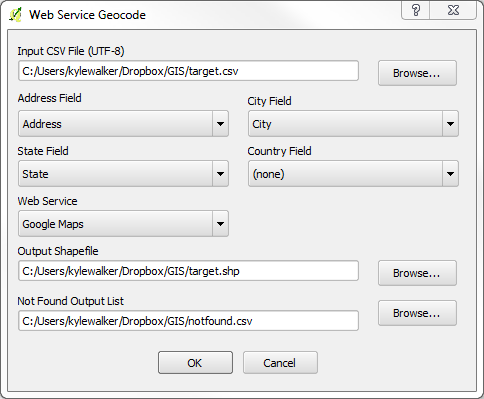 Web Service Geocode
Input CSV File (UTF-8)
C:/Users/kylewalker/Dropbox/GIS/target.csv
Browse...
Address Field
City Field
Address
City
State Field
Country Field
State
(none)
Web Service
Google Maps
Output Shapefile
C:/Users/kylewalker/Dropbox/GIS/target.shp
Browse...
Not Found Output List
C:/Users/kylewalker/Dropbox/GIS/notfound.csv
Browse...
OK
Cancel